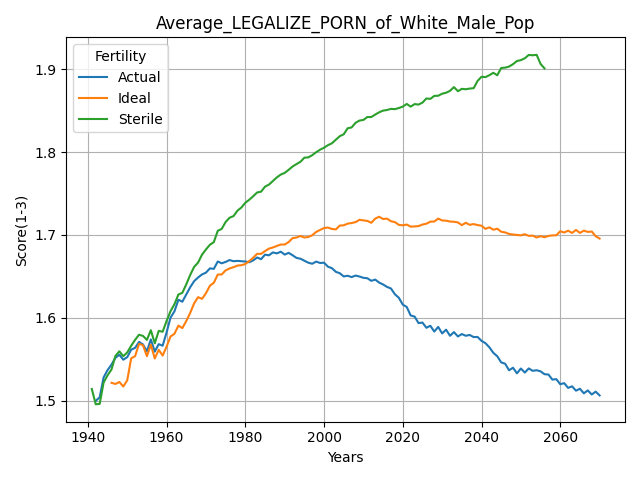 Average_LEGALIZE_PORN_of_White_Male_Pop
Fertility
Actual
Ideal
Sterile
Score(1-3)
1.9
1.8
1.7
1.6
1.5
1940 1960 1980 2000 2020 2040 2060
Years